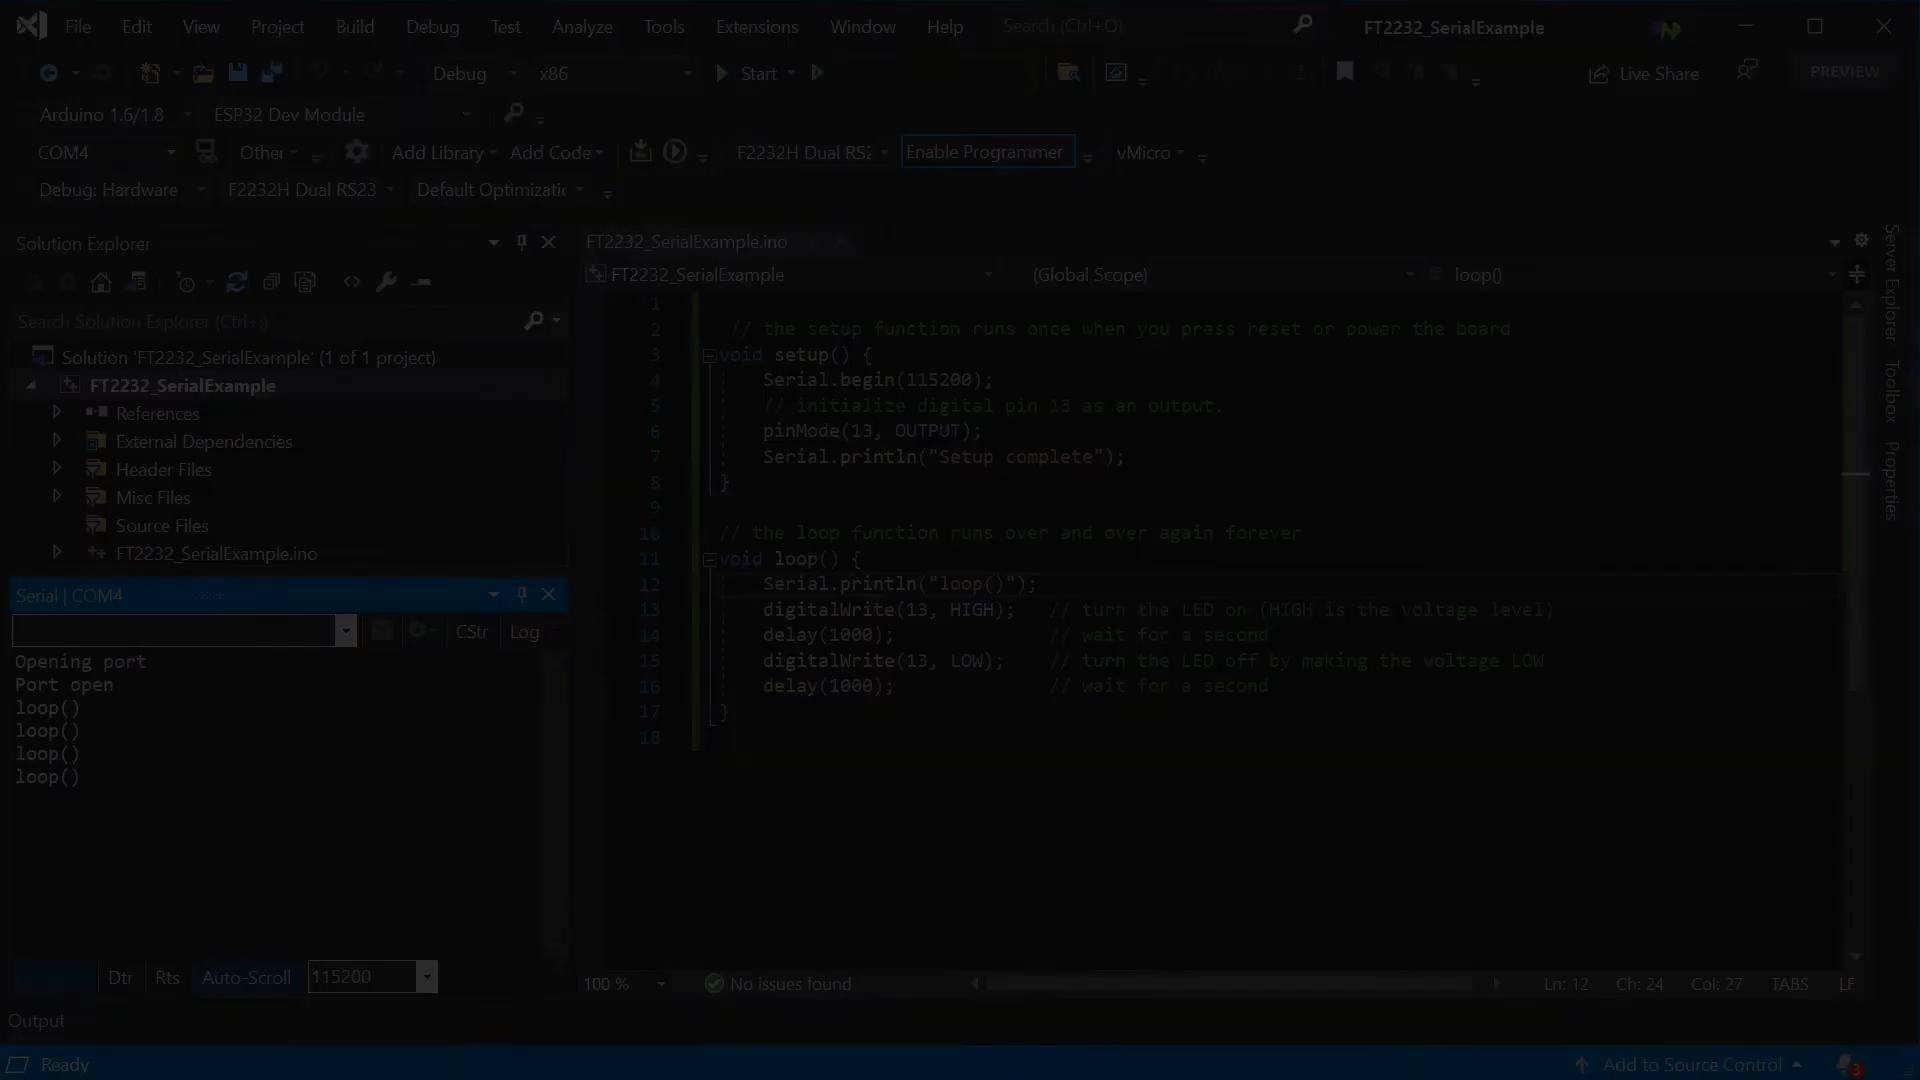 File Edit View Project Build Debug Test Analyze Tools Extensions Window Help Search (Ctrl+Q) FT2232_SerialExample
Debug x86 Start Live Share PREVIEW
Arduino 1.6/1.8 ESP32 Dev Module
COM4 Other Add Library Add Code F2232H Dual RS2 Enable Programmer vMicro
Debug: Hardware F2232H Dual RS23 Default Optimizatic
Solution Explorer
Search Solution Explorer (Ctrl+;)
Solution 'FT2232_SerialExample' (1 of 1 project)
FT2232_SerialExample
References
External Dependencies
Header Files
Misc Files
Source Files
FT2232_SerialExample.ino
Serial | COM4
CStr Log
Opening port
Port open
loop()
loop()
loop()
loop()
Dtr Rts Auto-Scroll 115200
Output
FT2232_SerialExample.ino
FT2232_SerialExample (Global Scope) loop()
1
2 // the setup function runs once when you press reset or power the board
3 void setup() {
4 Serial.begin(115200);
5 // initialize digital pin 13 as an output.
6 pinMode(13, OUTPUT);
7 Serial.println("Setup complete");
8 }
9
10 // the loop function runs over and over again forever
11 void loop() {
12 Serial.println("loop()");
13 digitalWrite(13, HIGH); // turn the LED on (HIGH is the voltage level)
14 delay(1000); // wait for a second
15 digitalWrite(13, LOW); // turn the LED off by making the voltage LOW
16 delay(1000); // wait for a second
17 }
18
100 % No issues found Ln: 12 Ch: 24 Col: 27 TABS LF
Server Explorer
Toolbox
Properties
Ready Add to Source Control 3